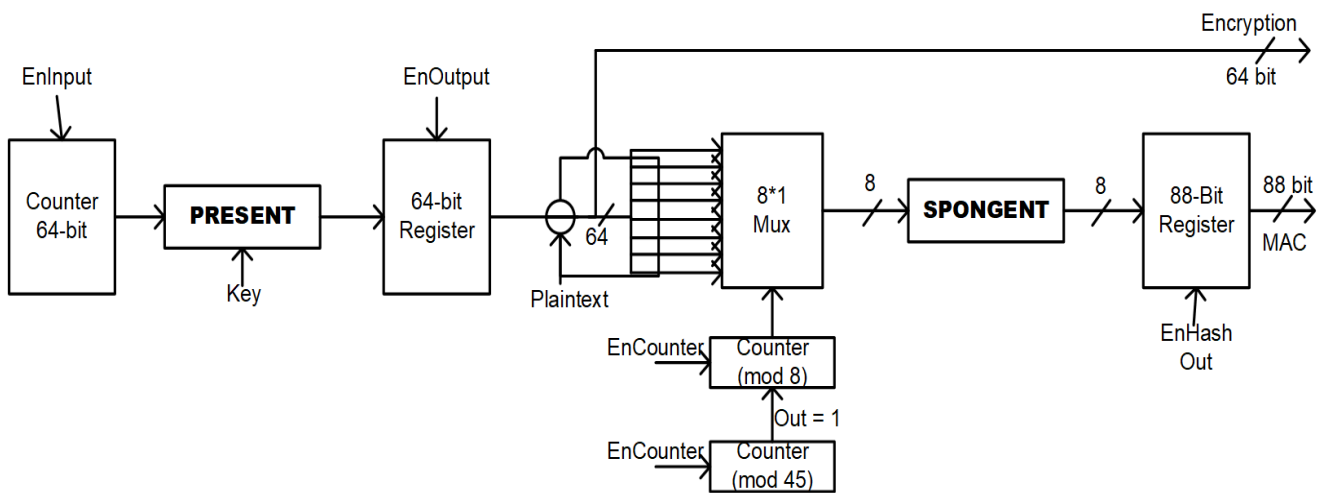 Encryption
64 bit
EnInput
EnOutput
Counter
64-bit
PRESENT
Key
64-bit
Register
64
Plaintext
8*1
Mux
8
SPONGENT
8
88-Bit
Register
88 bit
MAC
EnHash
Out
EnCounter
Counter
(mod 8)
Out = 1
EnCounter
Counter
(mod 45)